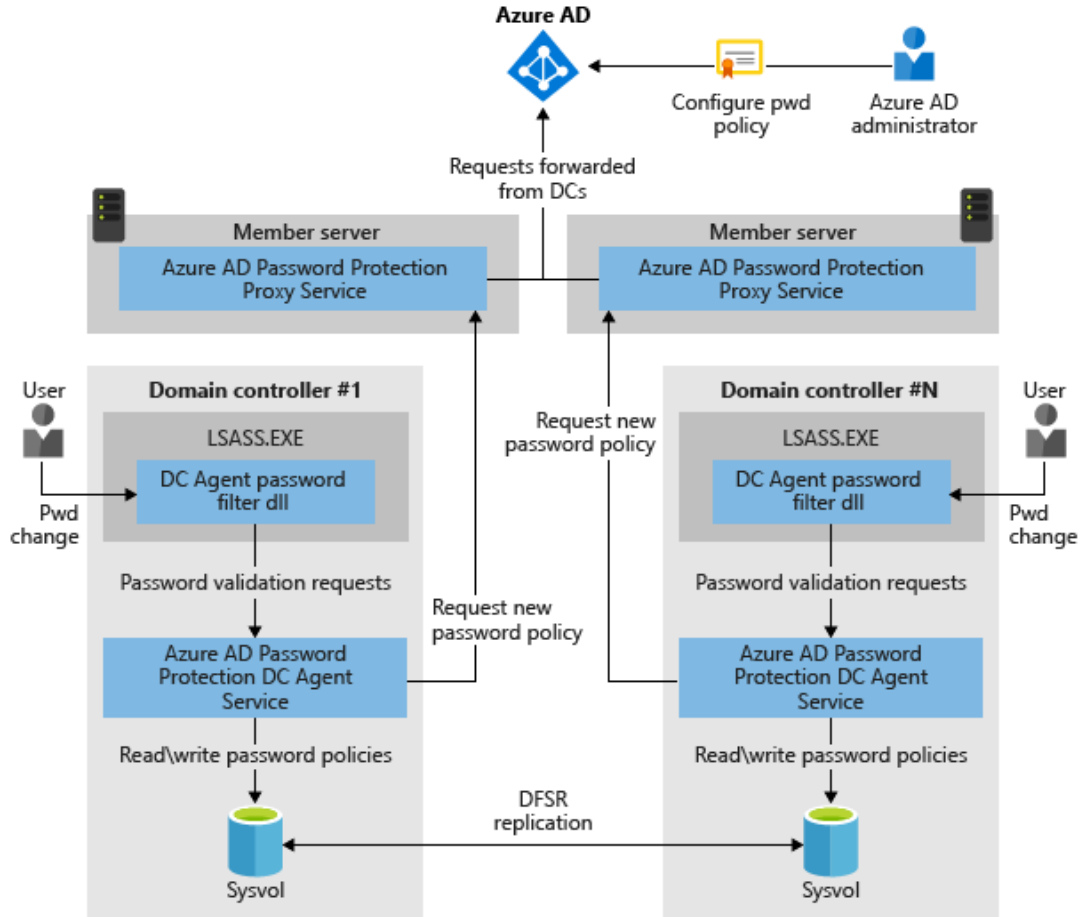 Azure AD
Configure pwd
policy
Azure AD
administrator
Requests forwarded
from DCs
Member server
Azure AD Password Protection
Proxy Service
Member server
Azure AD Password Protection
Proxy Service
User
Pwd
change
Domain controller #1
LSASS.EXE
DC Agent password
filter dll
Password validation requests
Azure AD Password
Protection DC Agent
Service
Read\write password policies
Sysvol
Request new
password policy
Request new
password policy
DFSR
replication
Domain controller #N
LSASS.EXE
DC Agent password
filter dll
Password validation requests
Azure AD Password
Protection DC Agent
Service
Read\write password policies
Sysvol
User
Pwd
change